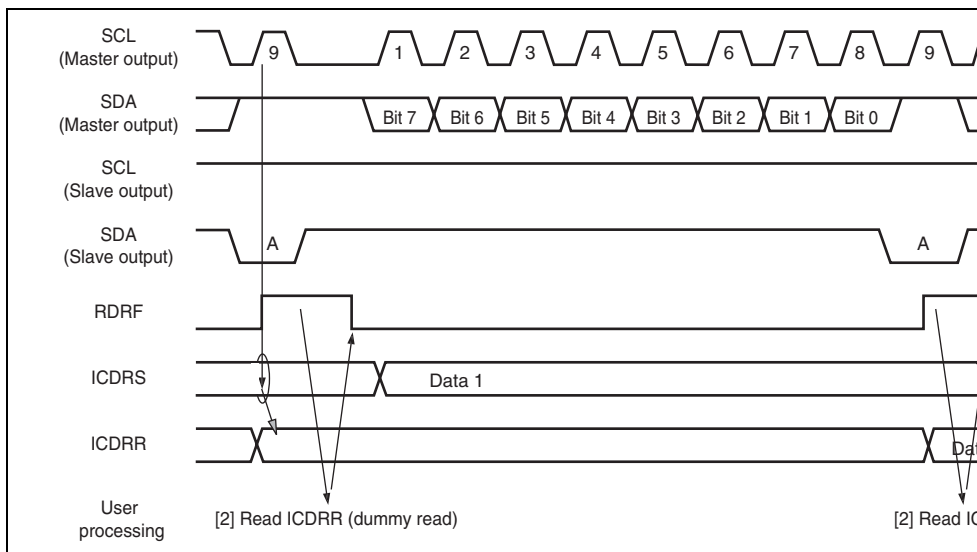 SCL
(Master output)
9 1 2 3 4 5 6 7 8 9
SDA
(Master output)
Bit 7 Bit 6 Bit 5 Bit 4 Bit 3 Bit 2 Bit 1 Bit 0
SCL
(Slave output)
SDA
(Slave output)
A A
RDRF
ICDRS
Data 1
ICDRR
User
processing
[2] Read ICDRR (dummy read) [2] Read